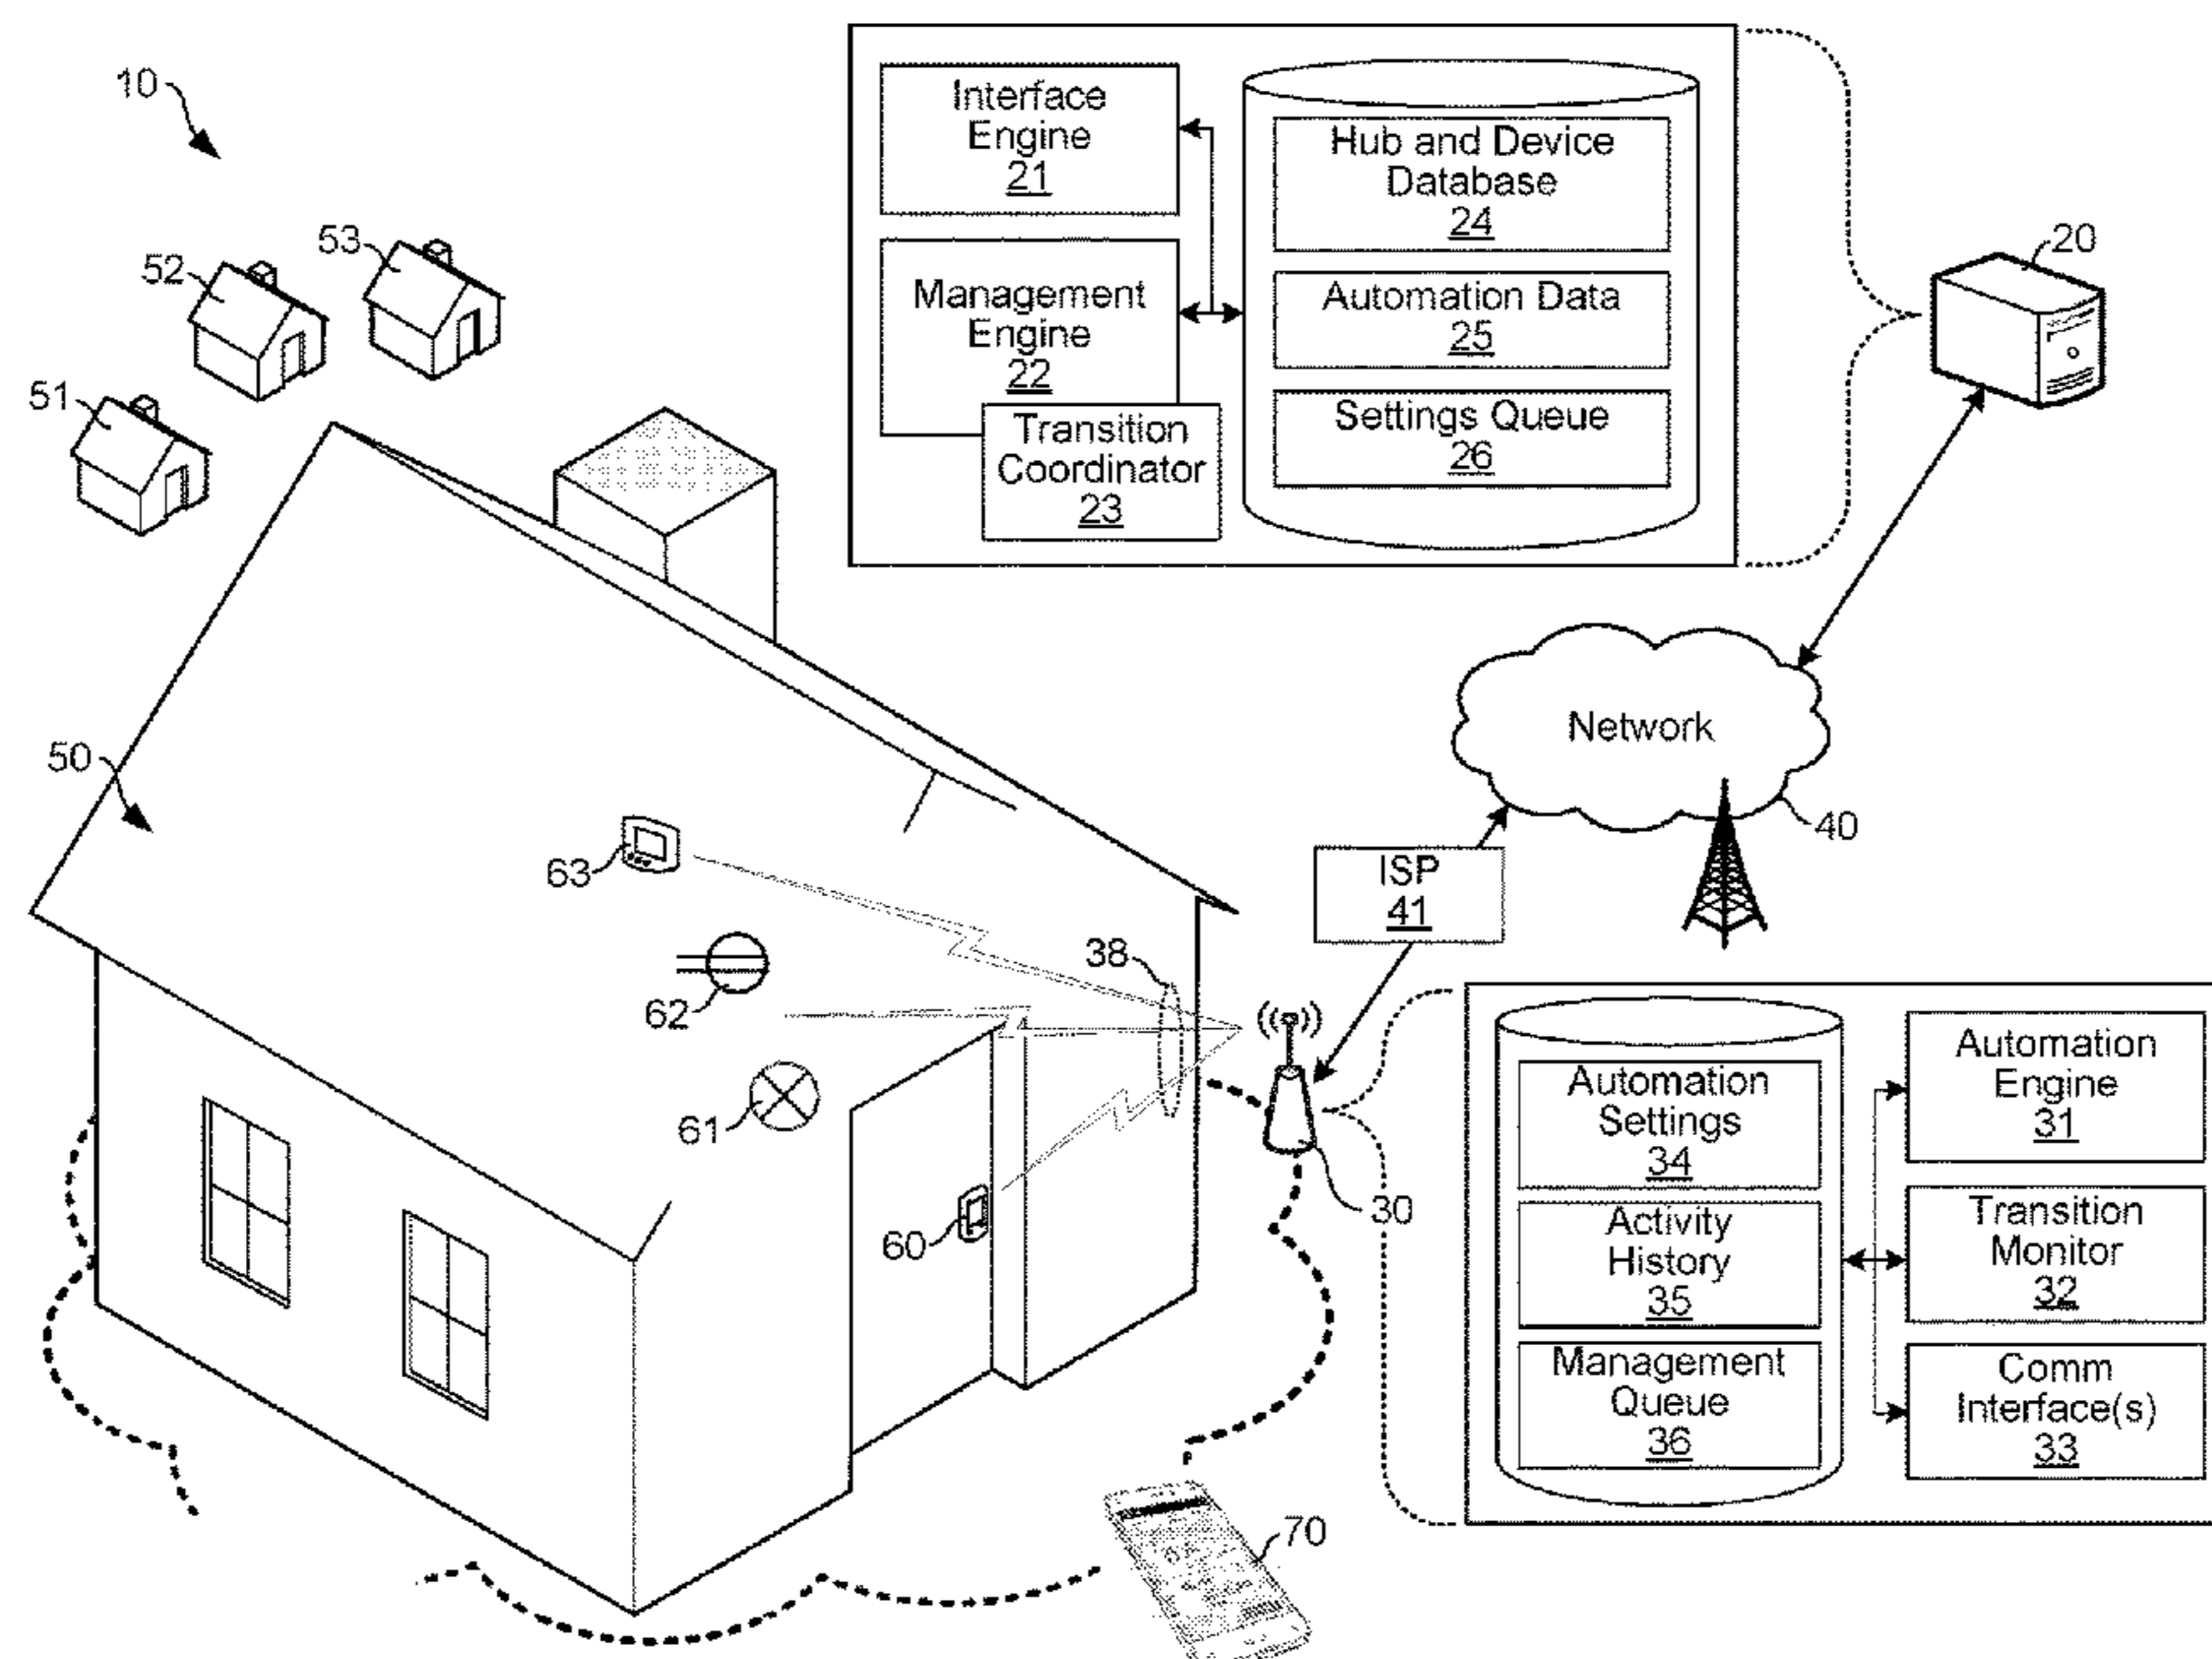 10
Interface
Engine
21
Management
Engine
22
Transition
Coordinator
23
Hub and Device
Database
24
Automation Data
25
Settings Queue
26
20
53
52
51
50
Network
40
ISP
41
63
62
61
60
38
30
Automation
Settings
34
Activity
History
35
Management
Queue
36
Automation
Engine
31
Transition
Monitor
32
Comm
Interface(s)
33
70